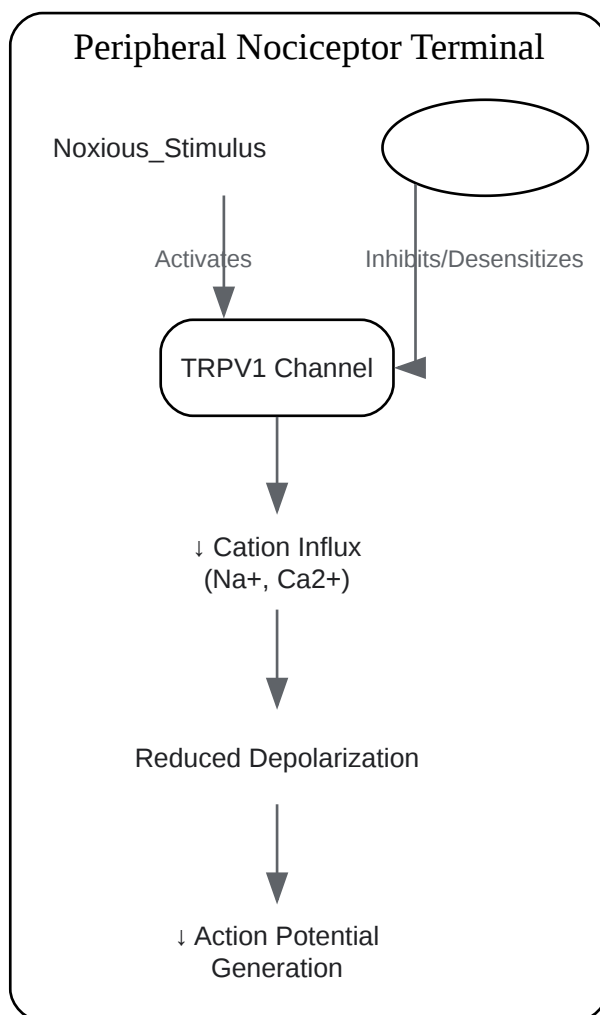 Peripheral Nociceptor Terminal
Noxious_Stimulus
Activates
Inhibits/Desensitizes
TRPV1 Channel
↓ Cation Influx
(Na+, Ca2+)
Reduced Depolarization
↓ Action Potential
Generation